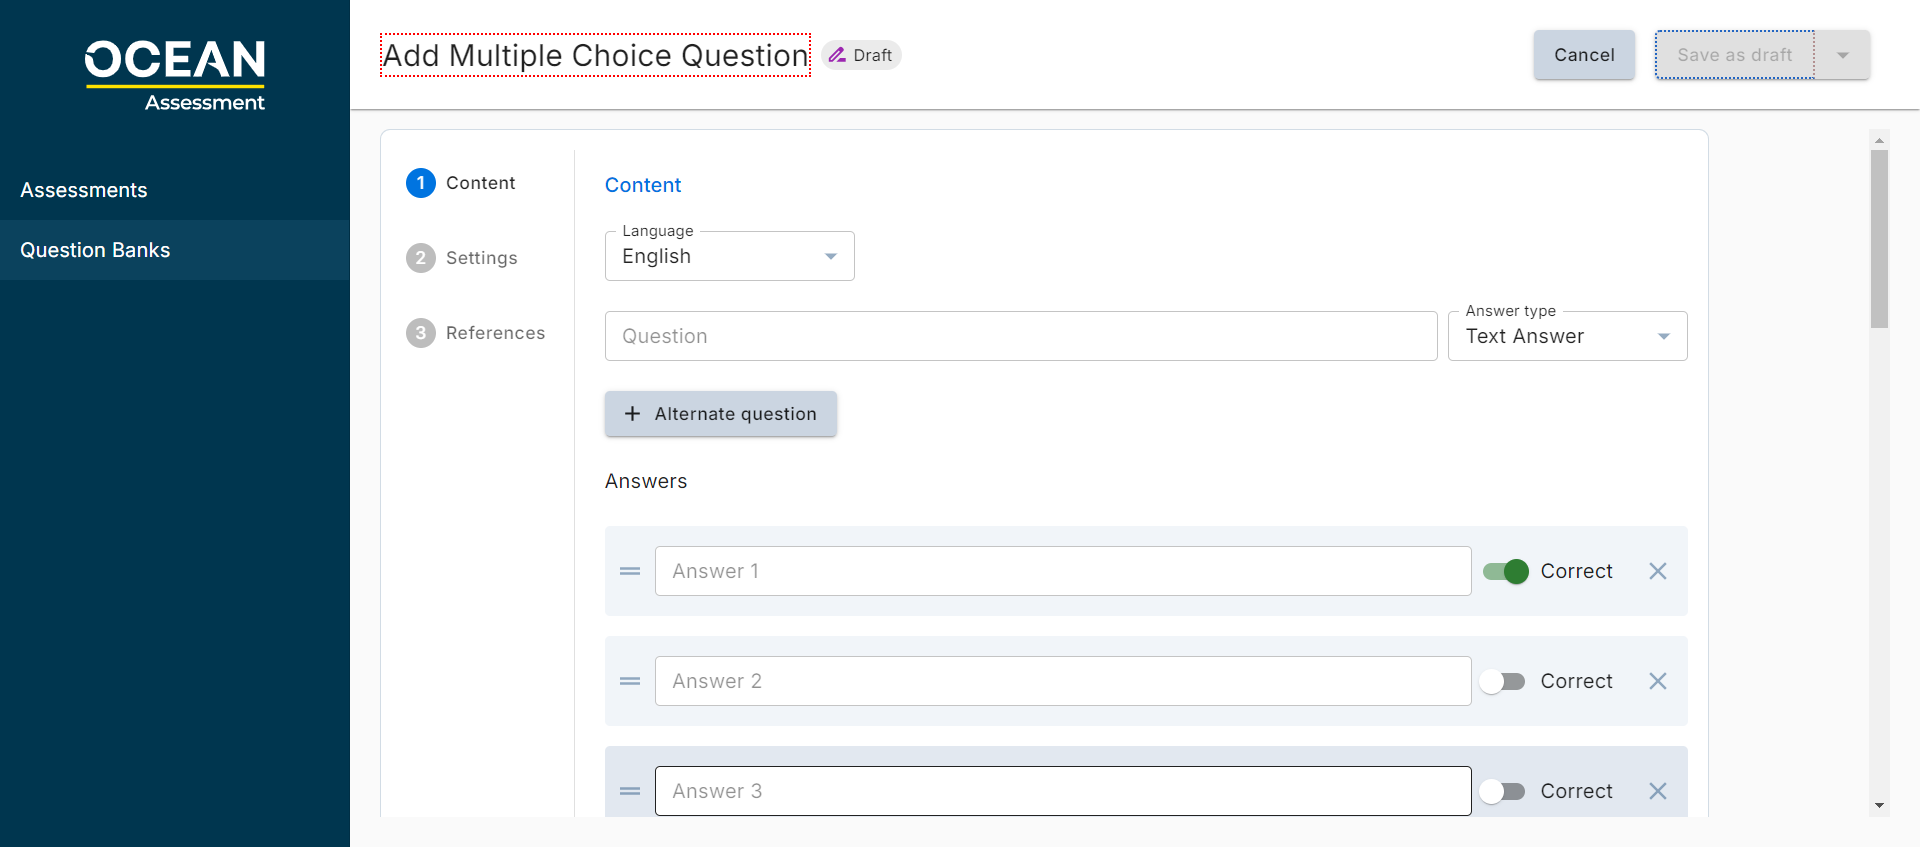 OCEAN
Assessment
Assessments
Question Banks
Add Multiple Choice Question
Draft
Cancel
Save as draft
1 Content
2 Settings
3 References
Content
Language
English
Question
Answer type
Text Answer
+ Alternate question
Answers
Answer 1
Correct
Answer 2
Correct
Answer 3
Correct